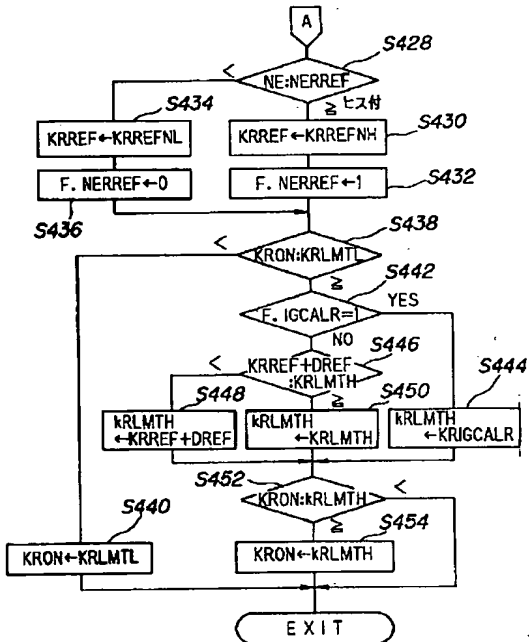 A
S428
<
NE:NERREF
S434
≧ ヒス付
KRREF←KRREFNL
KRREF←KRREFNH
S430
F. NERREF←0
F. NERREF←1
S432
S436
S438
<
KRON:KRLMTL
S442
≧
F. IGCALR=1
YES
NO
S446
<
KRREF+DREF
:KRLMTH
S444
S448
≧
S450
kRLMTH
←KRREF+DREF
kRLMTH
←KRLMTH
kRLMTH
←KRIGCALR
S452
KRON:kRLMTH
<
S440
≧
S454
KRON←KRLMTL
KRON←kRLMTH
EXIT